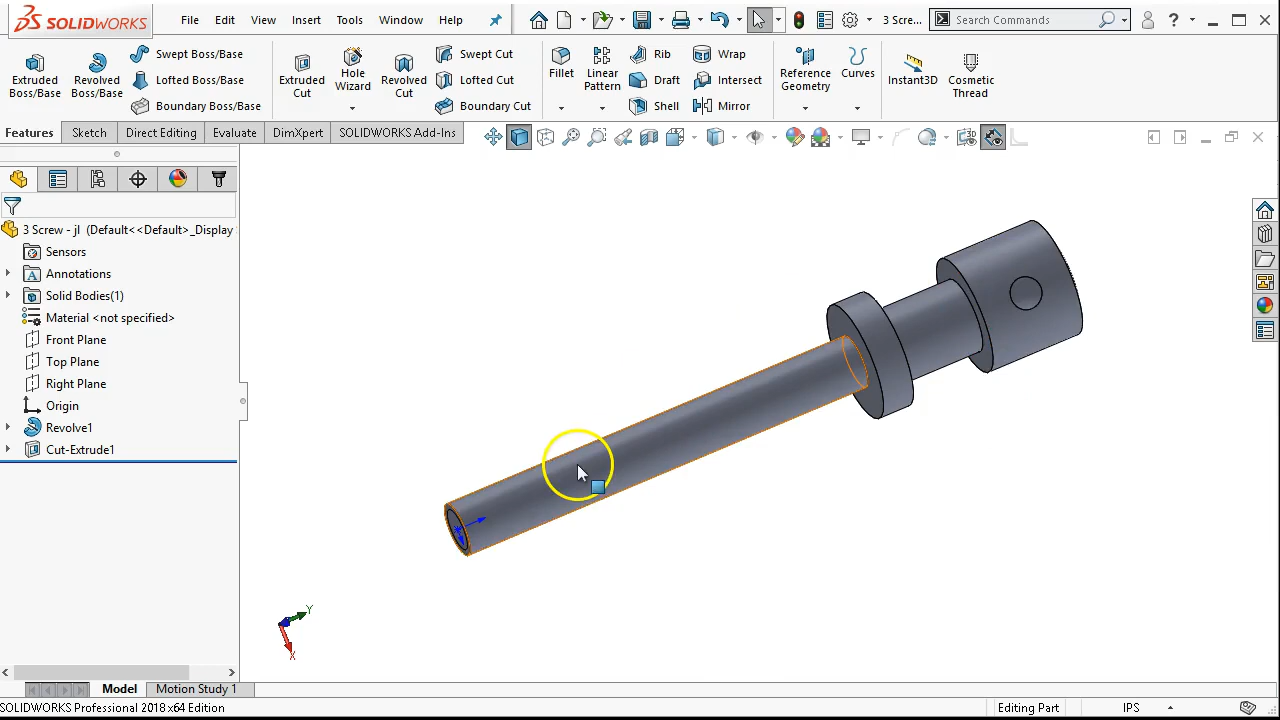 SOLIDWORKS
File Edit View Insert Tools Window Help
3 Scre...
Search Commands
Extruded Boss/Base
Revolved Boss/Base
Swept Boss/Base
Lofted Boss/Base
Boundary Boss/Base
Extruded Cut
Hole Wizard
Revolved Cut
Swept Cut
Lofted Cut
Boundary Cut
Fillet
Linear Pattern
Rib
Draft
Shell
Wrap
Intersect
Mirror
Reference Geometry
Curves
Instant3D
Cosmetic Thread
Features Sketch Direct Editing Evaluate DimXpert SOLIDWORKS Add-Ins
3 Screw - jl (Default<<Default>_Display
Sensors
Annotations
Solid Bodies(1)
Material <not specified>
Front Plane
Top Plane
Right Plane
Origin
Revolve1
Cut-Extrude1
Y
X
Model Motion Study 1
SOLIDWORKS Professional 2018 x64 Edition
Editing Part
IPS